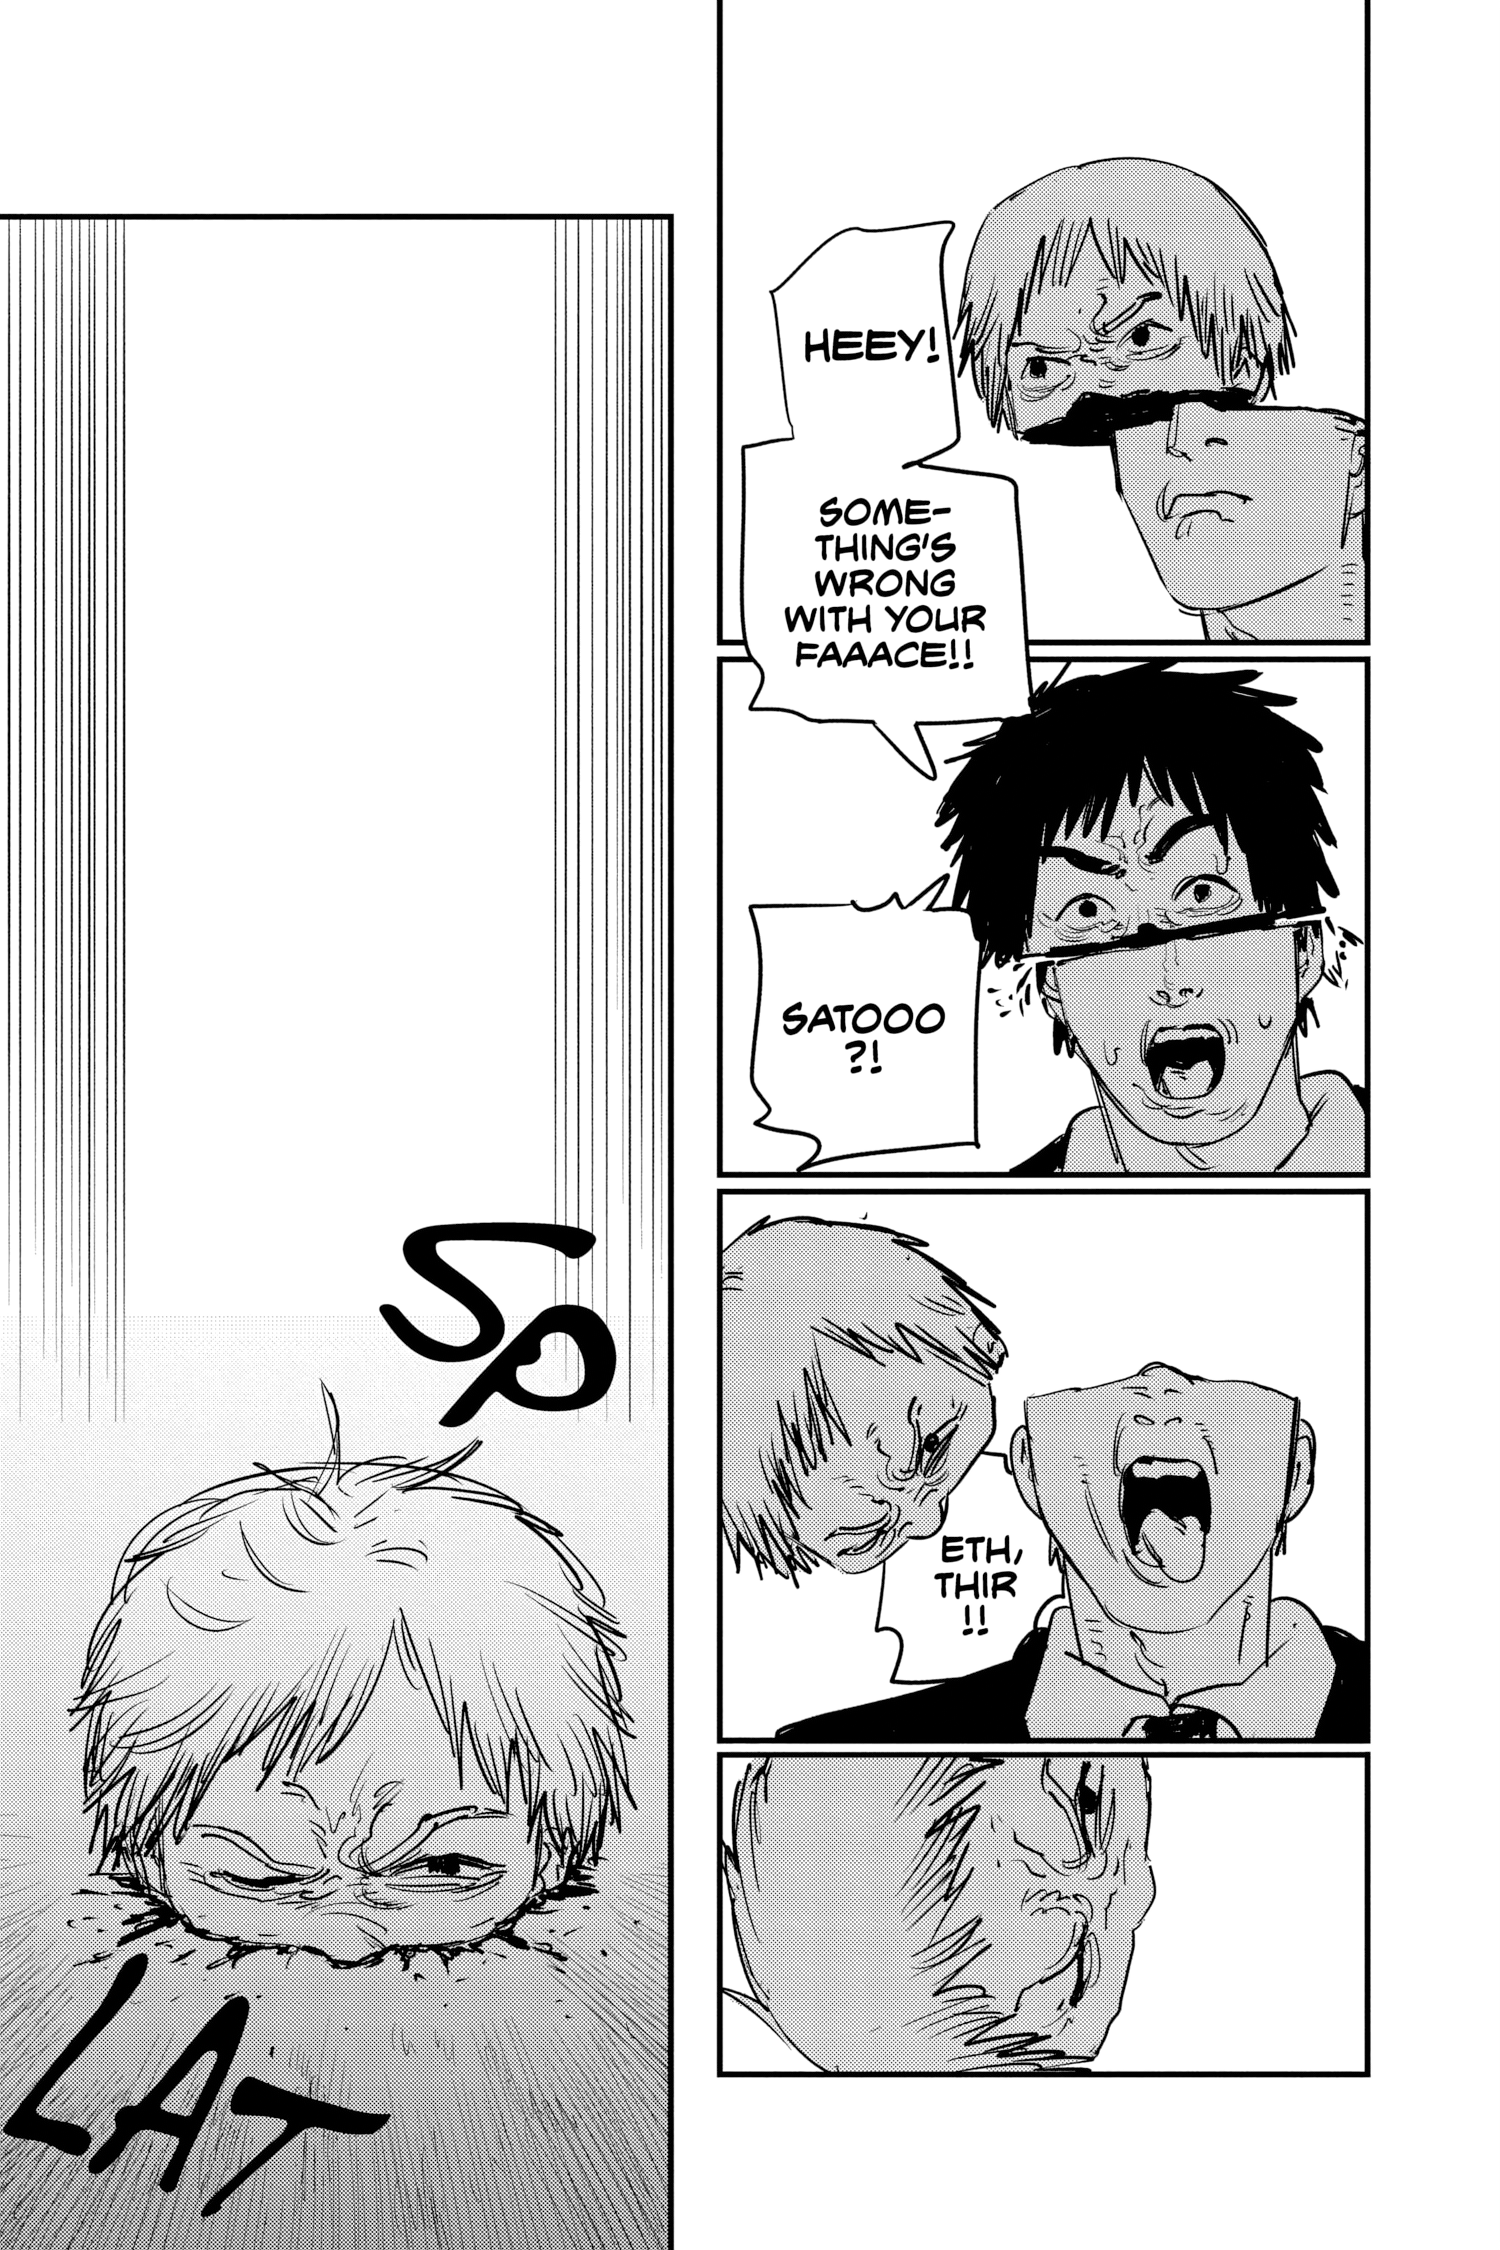 HEEY!
SOME-
THING'S
WRONG
WITH YOUR
FAAACE!!
SATOOO
?!
ETH,
THIR
!!
SP
LAT